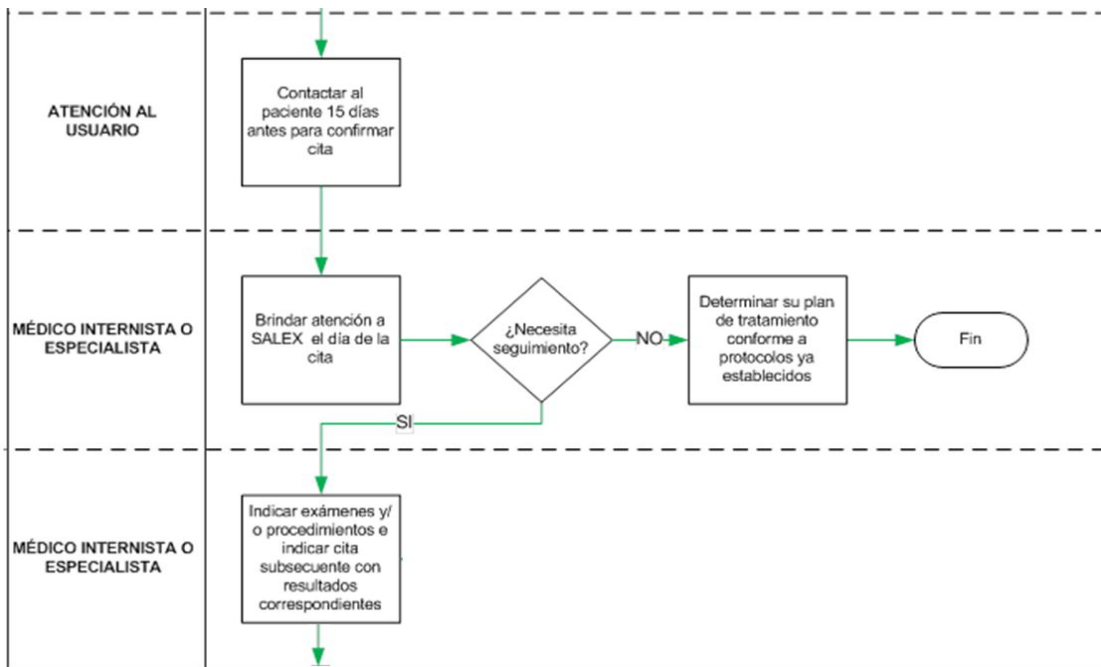 ATENCIÓN AL
USUARIO
Contactar al
paciente 15 días
antes para confirmar
cita
MÉDICO INTERNISTA O
ESPECIALISTA
Brindar atención a
SALEX el día de la
cita
¿Necesita
seguimiento?
NO
Determinar su plan
de tratamiento
conforme a
protocolos ya
establecidos
Fin
SI
MÉDICO INTERNISTA O
ESPECIALISTA
Indicar exámenes y/
o procedimientos e
indicar cita
subsecuente con
resultados
correspondientes